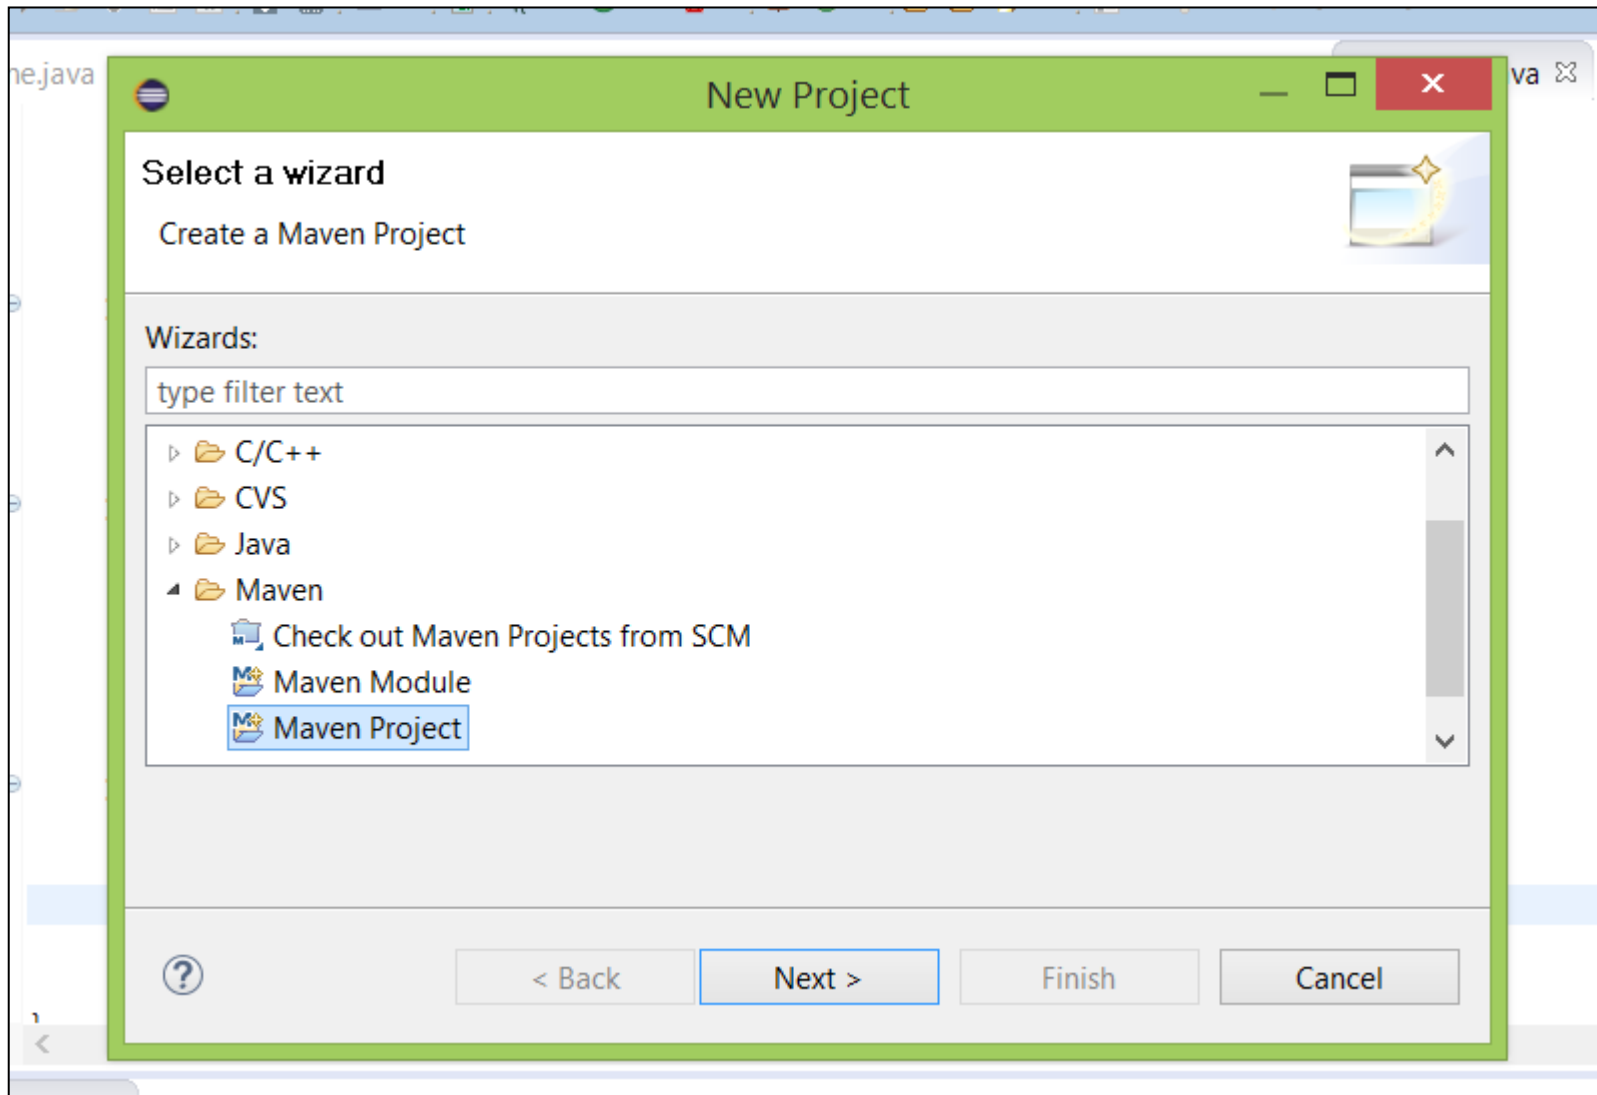 he.java
va
New Project
Select a wizard
Create a Maven Project
Wizards:
type filter text
C/C++
CVS
Java
Maven
Check out Maven Projects from SCM
Maven Module
Maven Project
< Back
Next >
Finish
Cancel